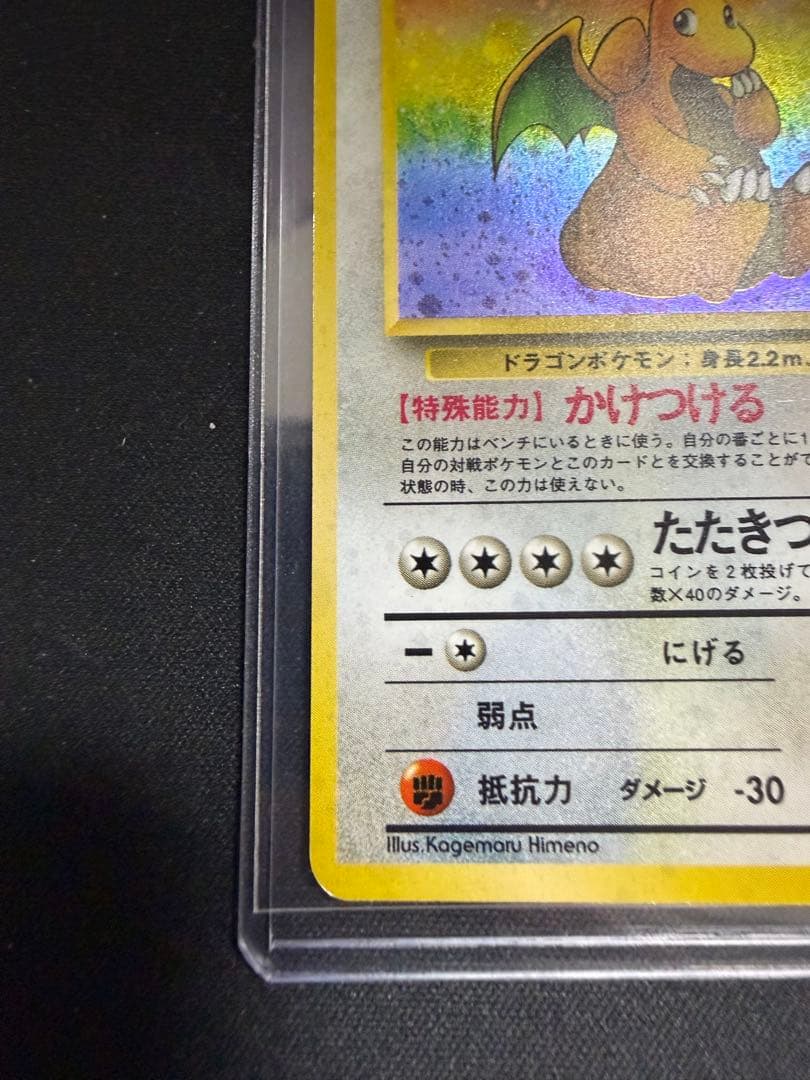 ドラゴンポケモン：身長2.2m
【特殊能力】 かけつける
この能力はベンチにいるときに使う。自分の番ごとに1
自分の対戦ポケモンとこのカードとを交換することがで
状態の時、この力は使えない。
たたきつ
コインを2枚投げて
数×40のダメージ。
ー にげる
弱点
抵抗力 ダメージ -30
Illus.Kagemaru Himeno